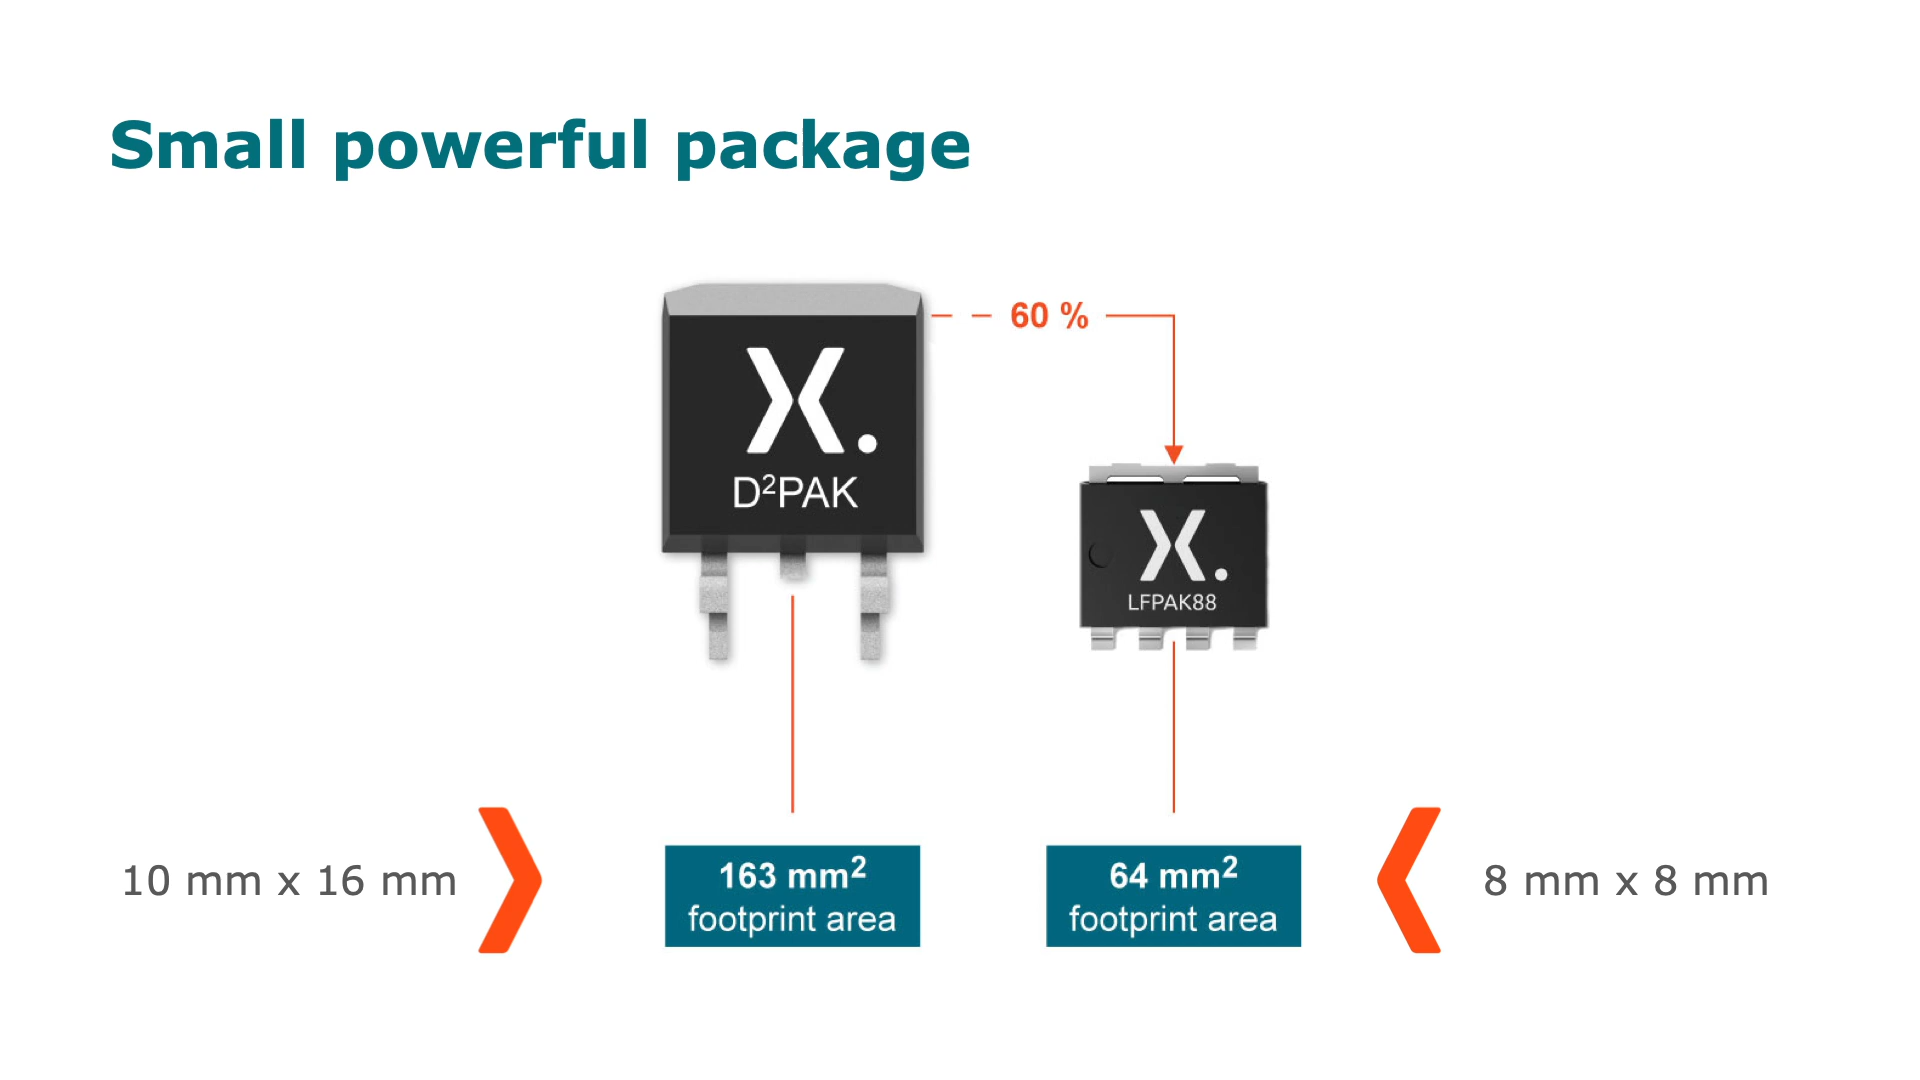 Small powerful package
60 %
X.
D²PAK
X.
LFPAK88
10 mm x 16 mm
163 mm²
footprint area
64 mm²
footprint area
8 mm x 8 mm